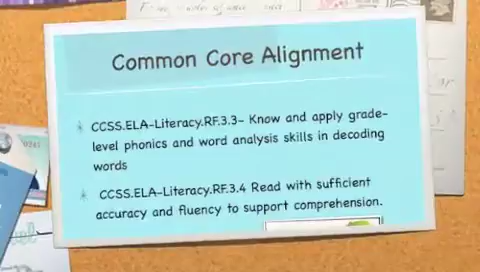 Common Core Alignment
CCSS.ELA-Literacy.RF.3.3- Know and apply grade-
level phonics and word analysis skills in decoding
words
CCSS.ELA-Literacy.RF.3.4 Read with sufficient
accuracy and fluency to support comprehension.